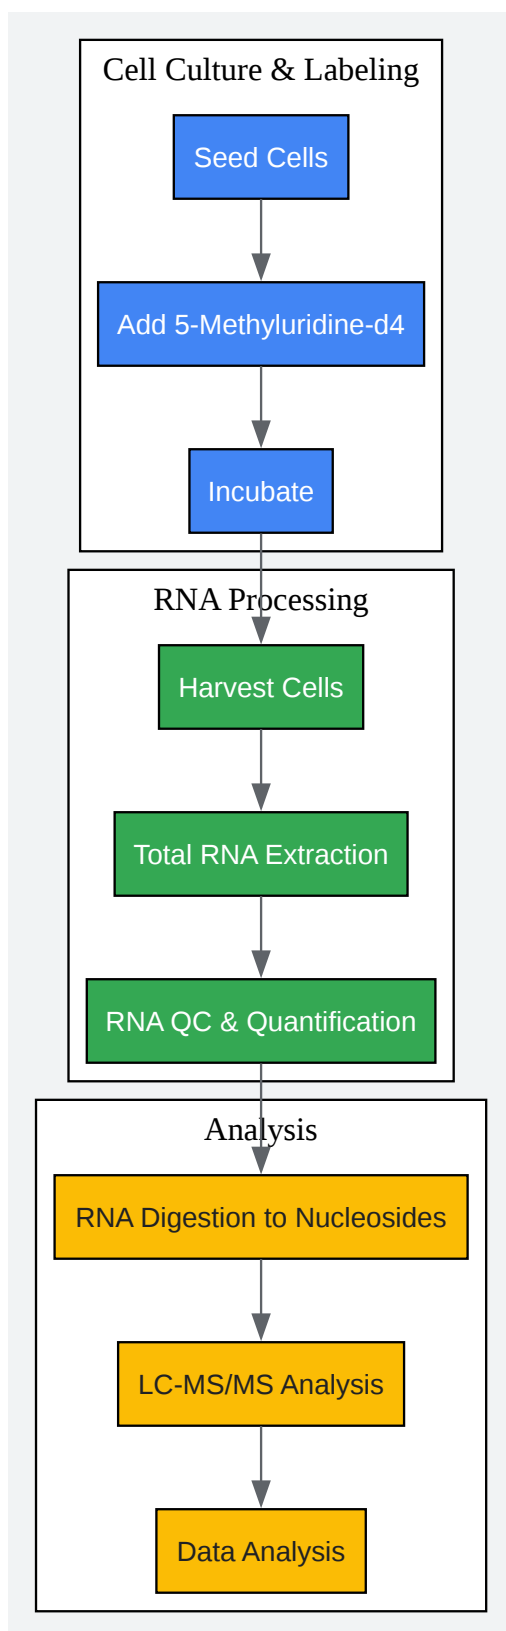 Cell Culture & Labeling
Seed Cells
Add 5-Methyluridine-d4
Incubate
RNA Processing
Harvest Cells
Total RNA Extraction
RNA QC & Quantification
Analysis
RNA Digestion to Nucleosides
LC-MS/MS Analysis
Data Analysis